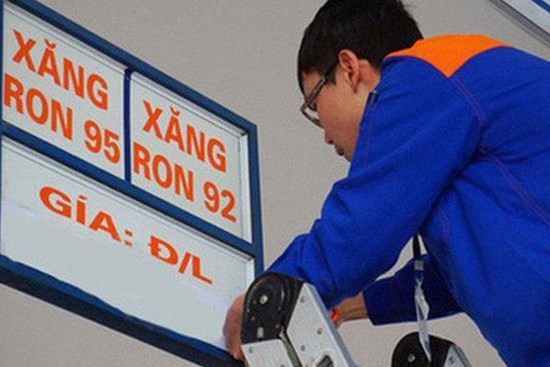 XĂNG
RON 95
XĂNG
RON 92
GÍA: Đ/L